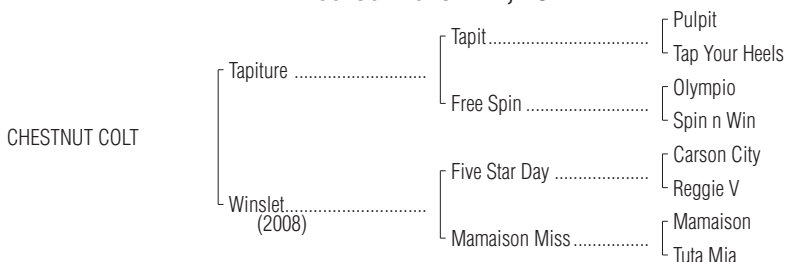 Pulpit
Tapit
Tap Your Heels
Tapiture
Olympio
Free Spin
Spin n Win
CHESTNUT COLT
Carson City
Five Star Day
Reggie V
Winslet
(2008)
Mamaison
Mamaison Miss
Tuta Mia